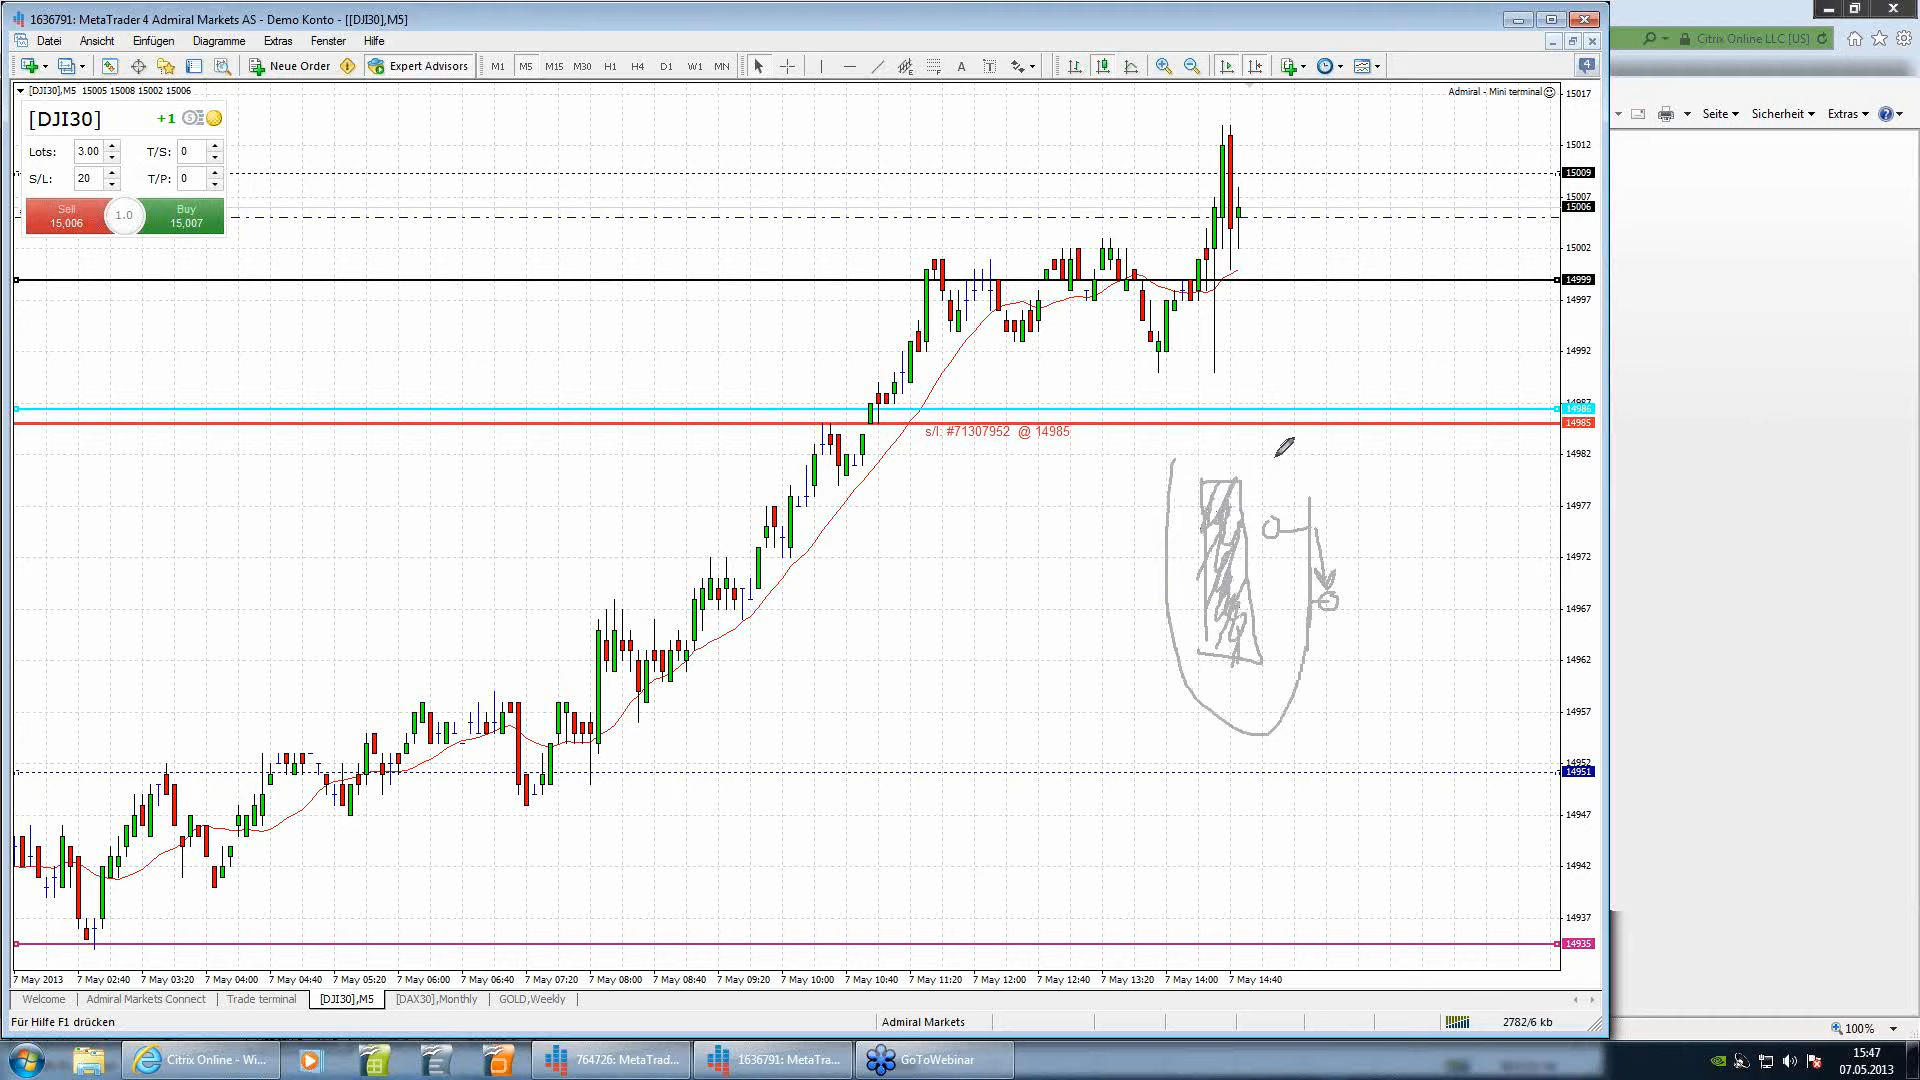 1636791: MetaTrader 4 Admiral Markets AS - Demo Konto - [[DJI30],M5]
Citrix Online LLC [US]
Datei Ansicht Einfügen Diagramme Extras Fenster Hilfe
Neue Order Expert Advisors M1 M5 M15 M30 H1 H4 D1 W1 MN A T 4
Seite Sicherheit Extras
[DJI30],M5 15005 15008 15002 15006
Admiral - Mini terminal
[DJI30] +1
Lots: 3.00 T/S: 0
S/L: 20 T/P: 0
Sell 1.0 Buy
15,006 15,007
15017
15012
15009
15007
15006
15002
14999
14997
14992
14987
14986
14985
s/l: #71307952 @ 14985
14982
14977
14972
14967
14962
14957
14952
14951
14947
14942
14937
14935
7 May 2013 7 May 02:40 7 May 03:20 7 May 04:00 7 May 04:40 7 May 05:20 7 May 06:00 7 May 06:40 7 May 07:20 7 May 08:00 7 May 08:40 7 May 09:20 7 May 10:00 7 May 10:40 7 May 11:20 7 May 12:00 7 May 12:40 7 May 13:20 7 May 14:00 7 May 14:40
Welcome Admiral Markets Connect Trade terminal [DJI30],M5 [DAX30],Monthly GOLD,Weekly
Für Hilfe F1 drücken Admiral Markets 2782/6 kb
100%
Citrix Online - Wi... 764726: MetaTrad... 1636791: MetaTra... GoToWebinar
15:47
07.05.2013